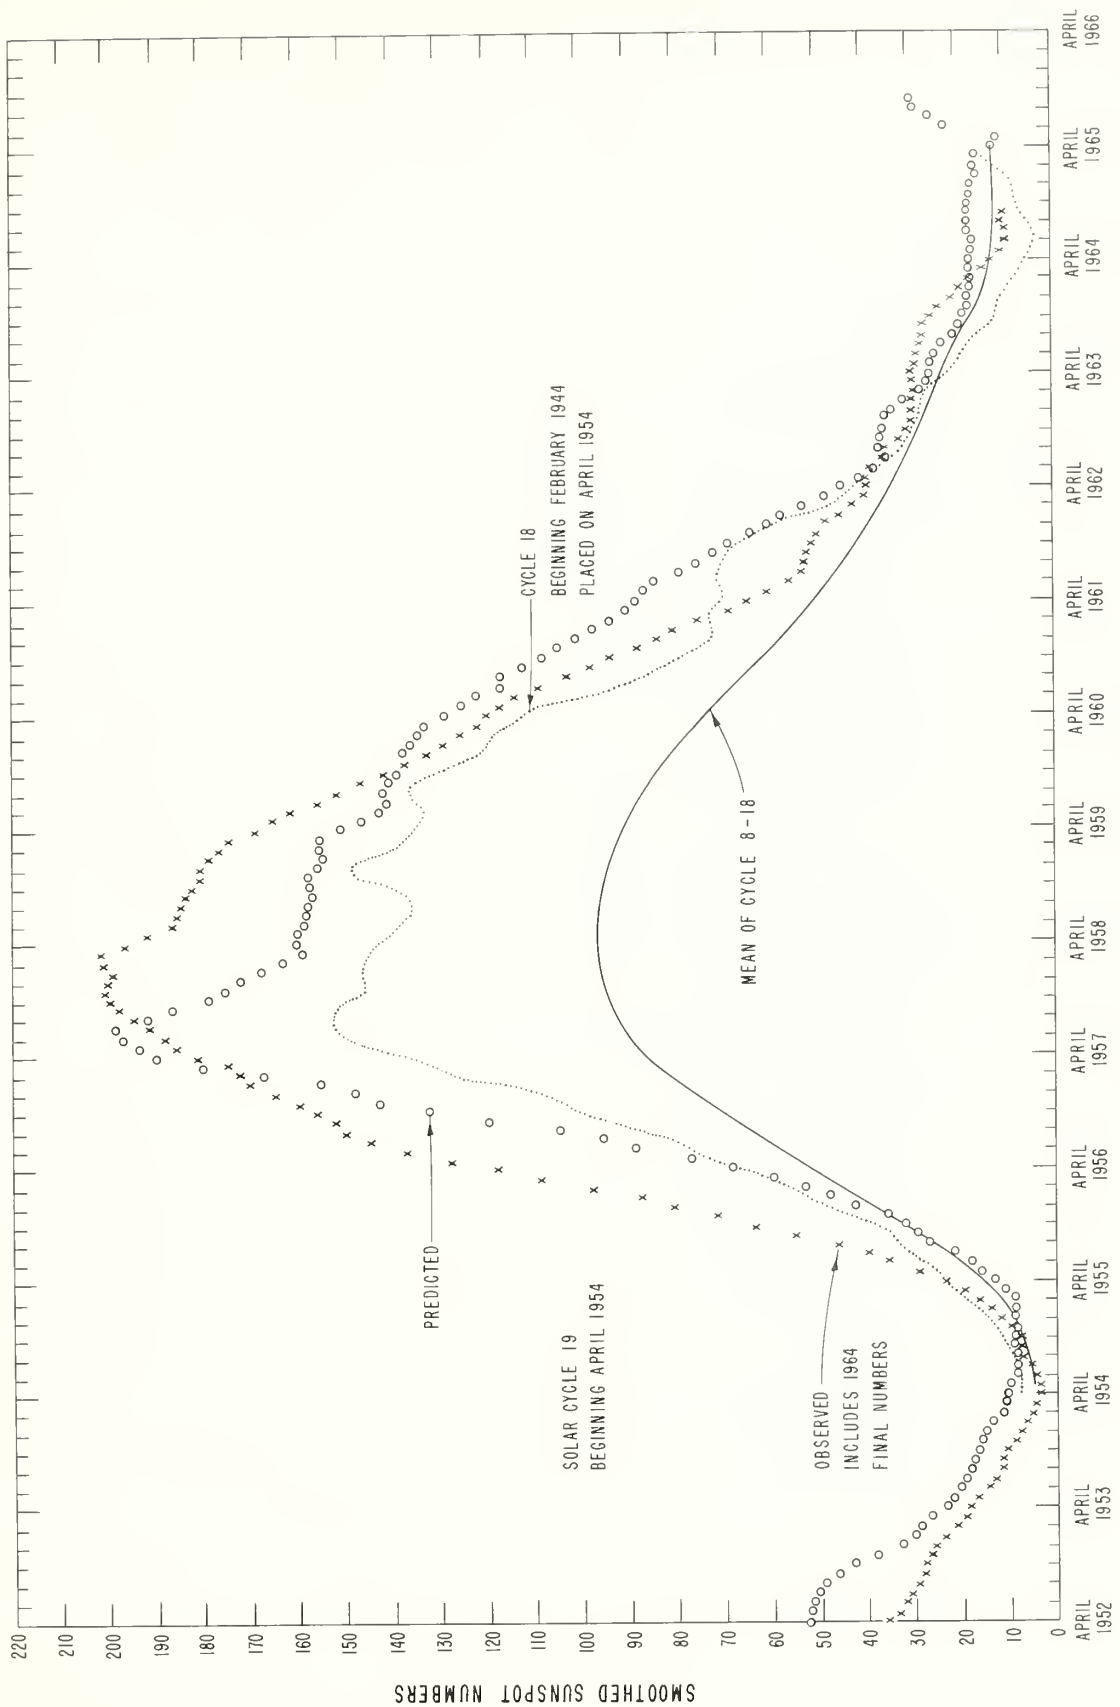 SMOOTHED SUNSPOT NUMBERS
220
210
200
190
180
170
160
150
140
130
120
110
100
90
80
70
60
50
40
30
20
10
0
PREDICTED
SOLAR CYCLE 19
BEGINNING APRIL 1954
OBSERVED
INCLUDES 1964
FINAL NUMBERS
CYCLE 18
BEGINNING FEBRUARY 1944
PLACED ON APRIL 1954
MEAN OF CYCLE 8-18
APRIL
1952
APRIL
1953
APRIL
1954
APRIL
1955
APRIL
1956
APRIL
1957
APRIL
1958
APRIL
1959
APRIL
1960
APRIL
1961
APRIL
1962
APRIL
1963
APRIL
1964
APRIL
1965
APRIL
1966